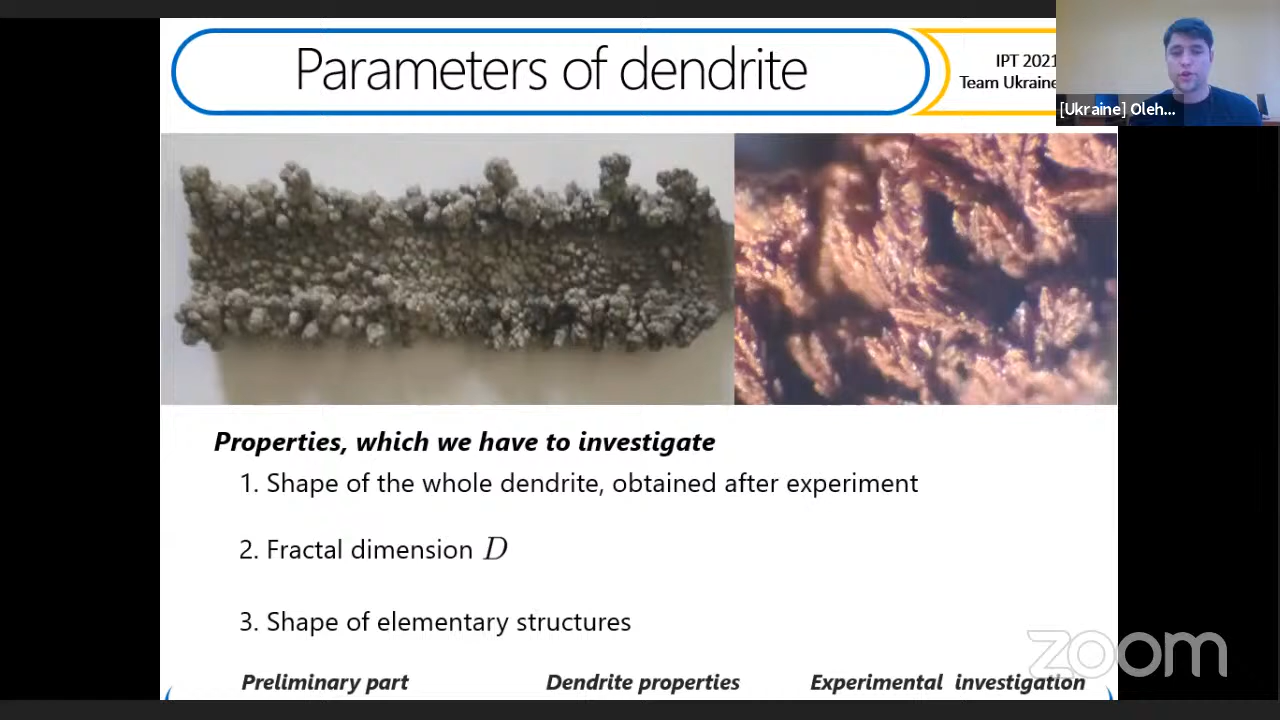 Parameters of dendrite
IPT 2021
Team Ukraine
[Ukraine] Oleh...
Properties, which we have to investigate
1. Shape of the whole dendrite, obtained after experiment
2. Fractal dimension D
3. Shape of elementary structures
zoom
Preliminary part
Dendrite properties
Experimental investigation